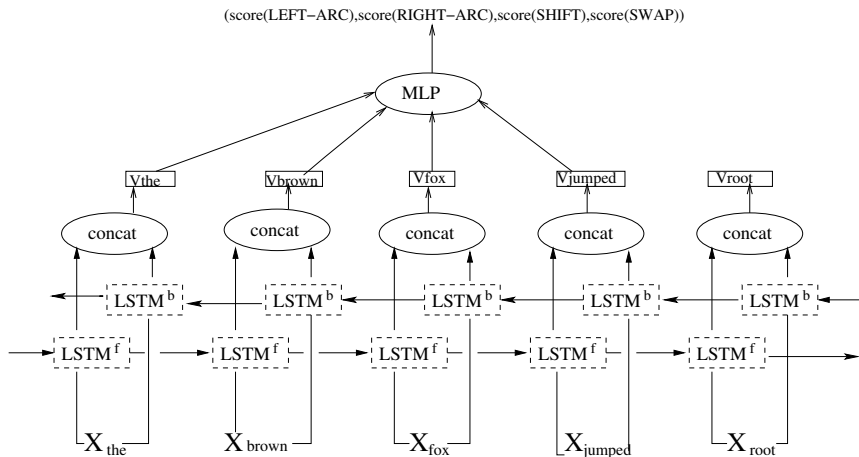 (score(LEFT−ARC),score(RIGHT−ARC),score(SHIFT),score(SWAP))
MLP
Vthe Vbrown Vfox Vjumped Vroot
concat concat concat concat concat
LSTM b LSTM b LSTM b LSTM b LSTM b
LSTM f LSTM f LSTM f LSTM f LSTM f
X the X brown X fox X jumped X root